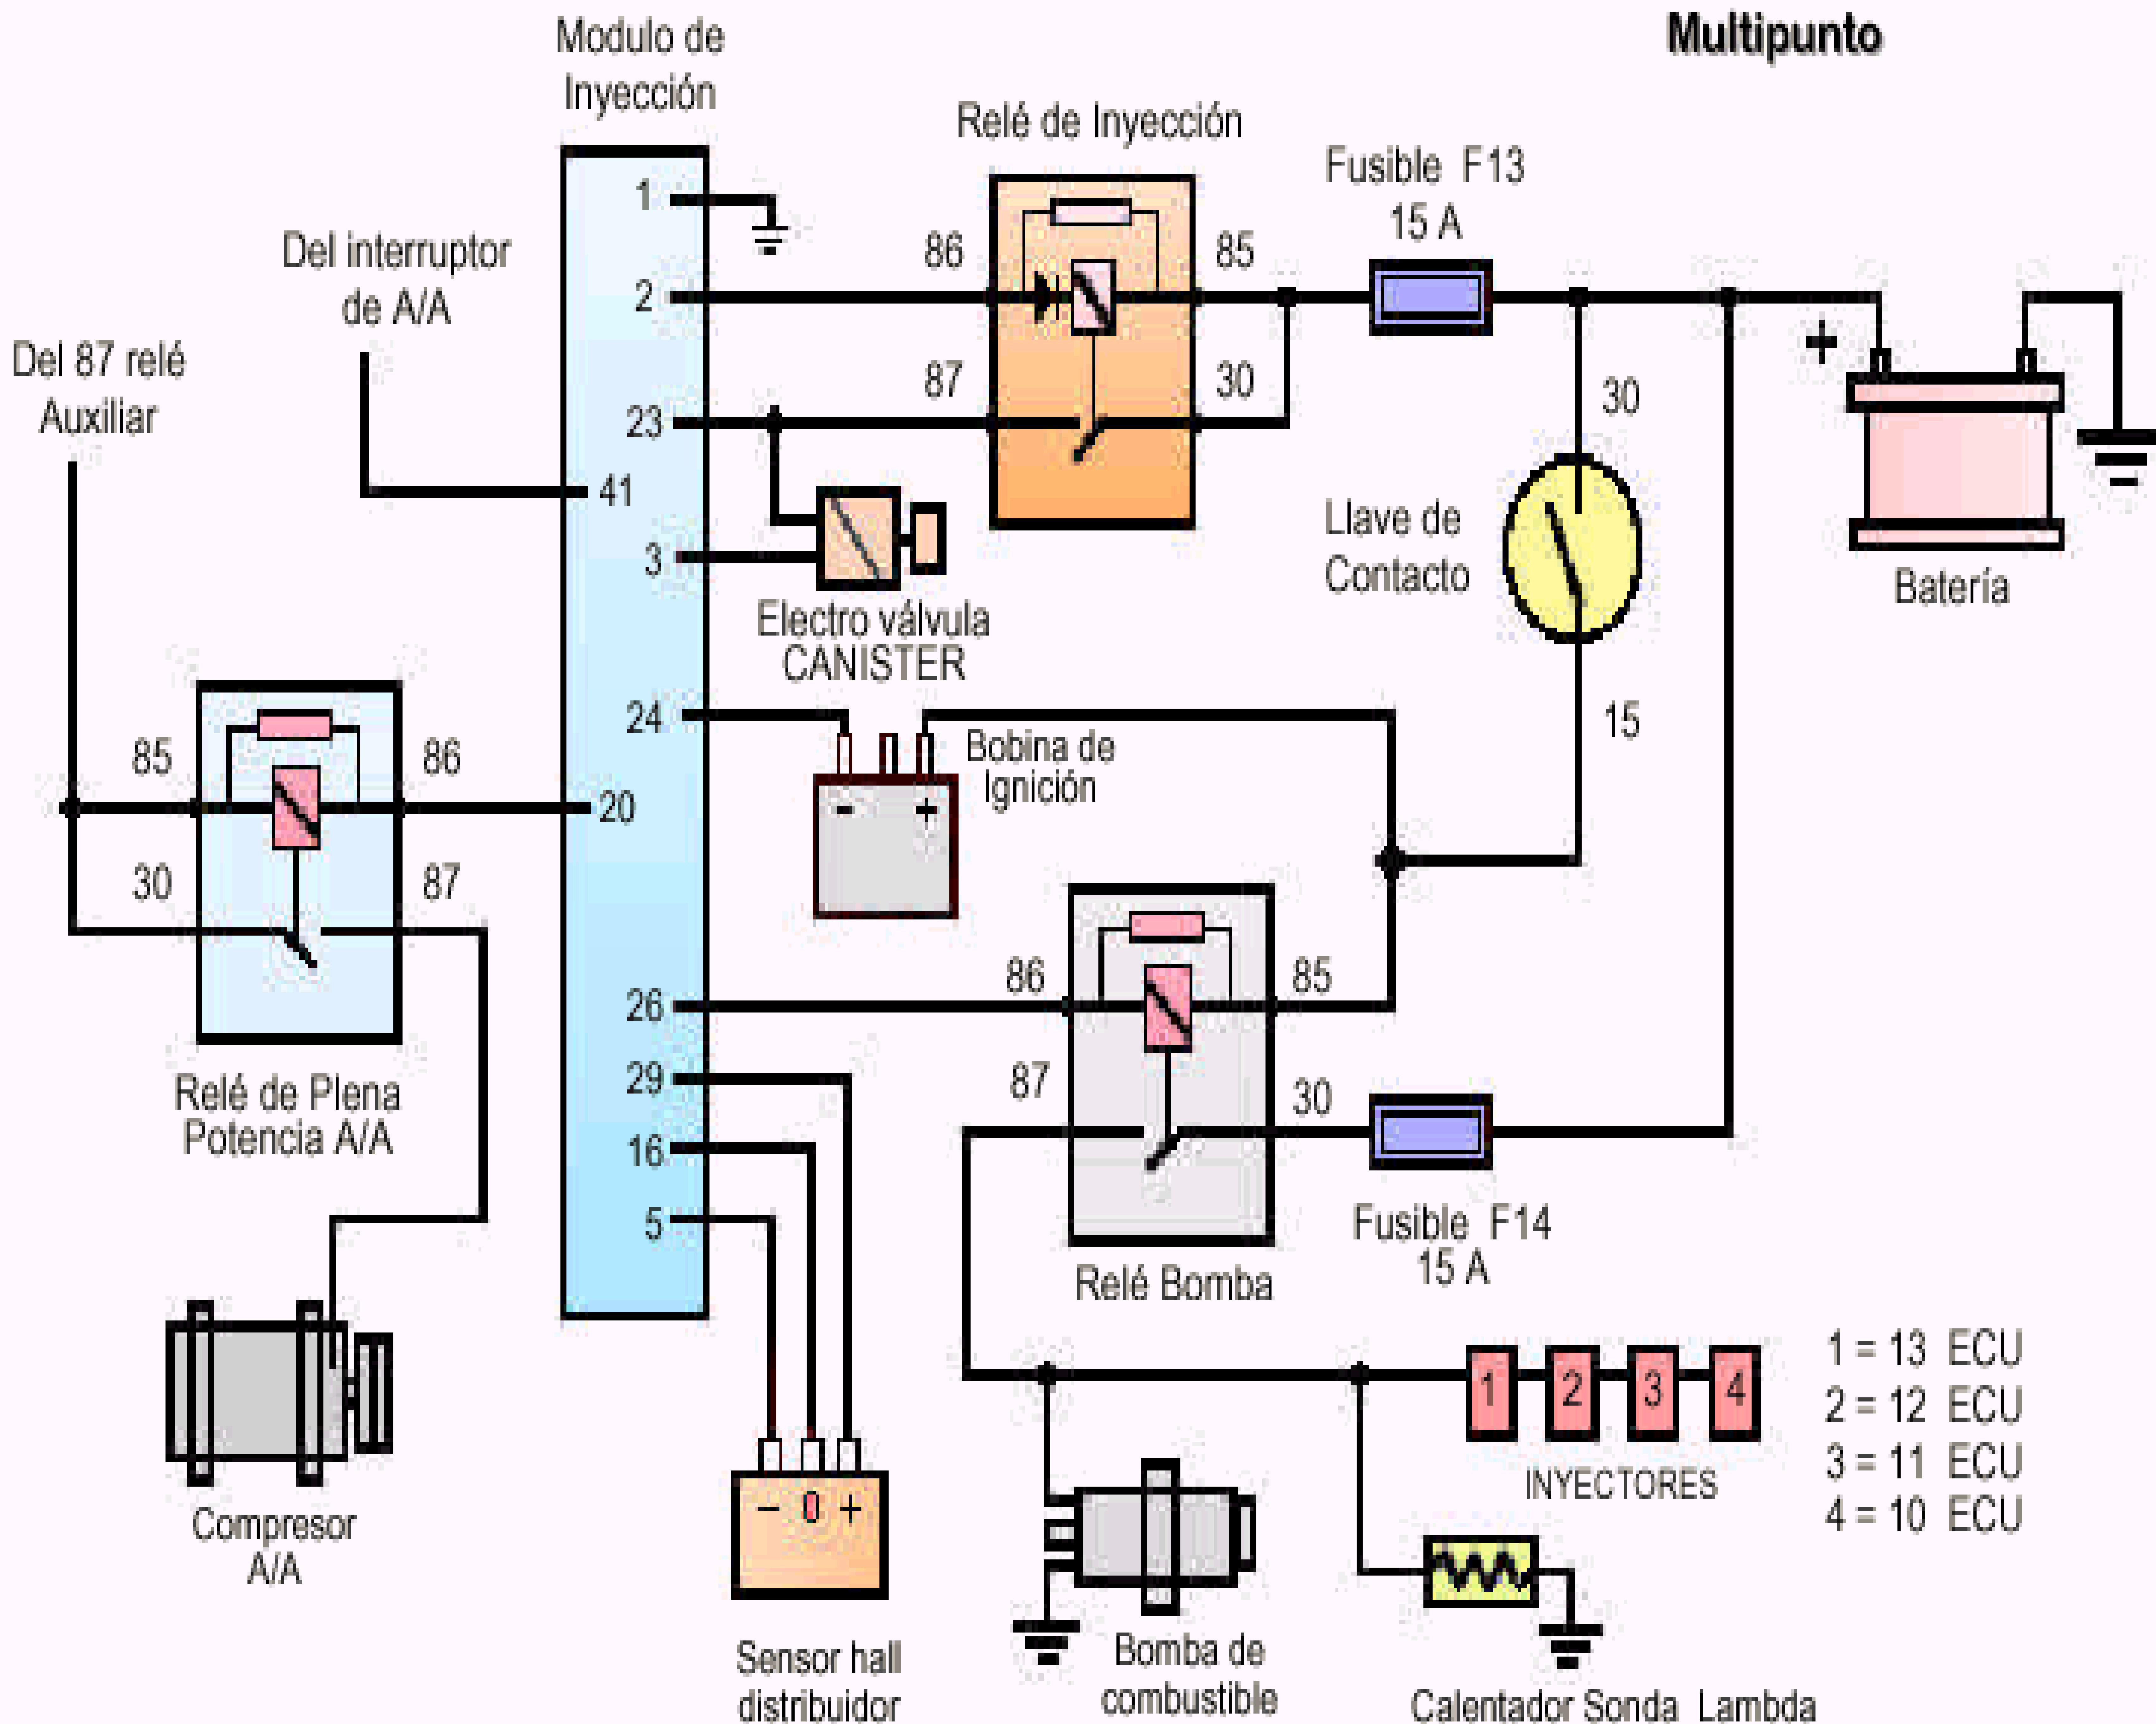 Multipunto
Modulo de
Inyección
Relé de Inyección
Fusible F13
15 A
1
Del interruptor
de A/A
86
85
2
+
Del 87 relé
Auxiliar
87
30
30
23
41
Llave de
Contacto
3
Batería
Electro válvula
CANISTER
24
15
Bobina de
Ignición
- +
85
86
20
30
87
86
85
26
29
87
30
Relé de Plena
Potencia A/A
16
5
Fusible F14
15 A
Relé Bomba
1 2 3 4
INYECTORES
1 = 13 ECU
2 = 12 ECU
3 = 11 ECU
4 = 10 ECU
Compresor
A/A
- 0 +
Sensor hall
distribuidor
Bomba de
combustible
Calentador Sonda Lambda